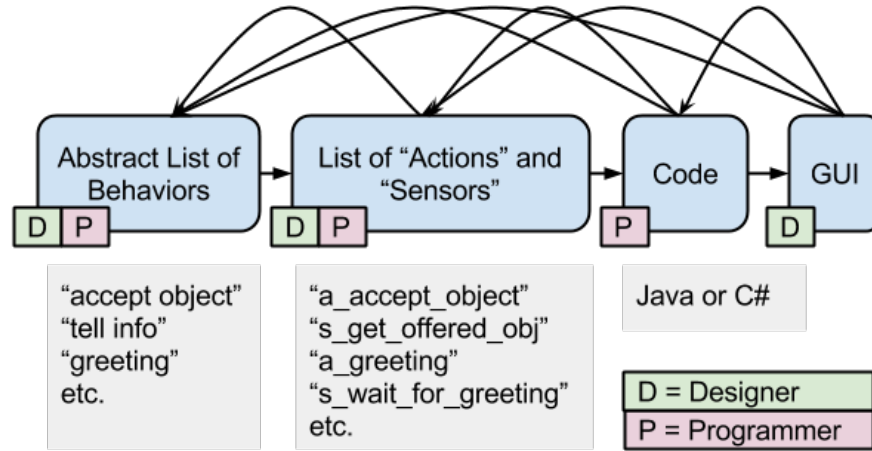 Abstract List of
Behaviors
D P
List of “Actions” and
“Sensors”
D P
Code
P
GUI
D
“accept object”
“tell info”
“greeting”
etc.
“a_accept_object”
“s_get_offered_obj”
“a_greeting”
“s_wait_for_greeting”
etc.
Java or C#
D = Designer
P = Programmer